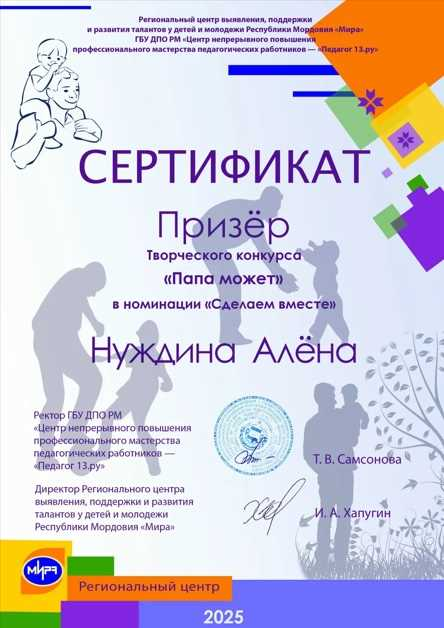 Региональный центр выявления, поддержки
и развития талантов у детей и молодежи Республики Мордовия «Мира»
ГБУ ДПО РМ «Центр непрерывного повышения
профессионального мастерства педагогических работников — «Педагог 13.ру»
СЕРТИФИКАТ
Призёр
Творческого конкурса
«Папа может»
в номинации «Сделаем вместе»
Нуждина Алёна
Ректор ГБУ ДПО РМ
«Центр непрерывного повышения
профессионального мастерства
педагогических работников —
«Педагог 13.ру»
Т. В. Самсонова
Директор Регионального центра
выявления, поддержки и развития
талантов у детей и молодежи
Республики Мордовия «Мира»
И. А. Хапугин
МИРА
Региональный центр
2025